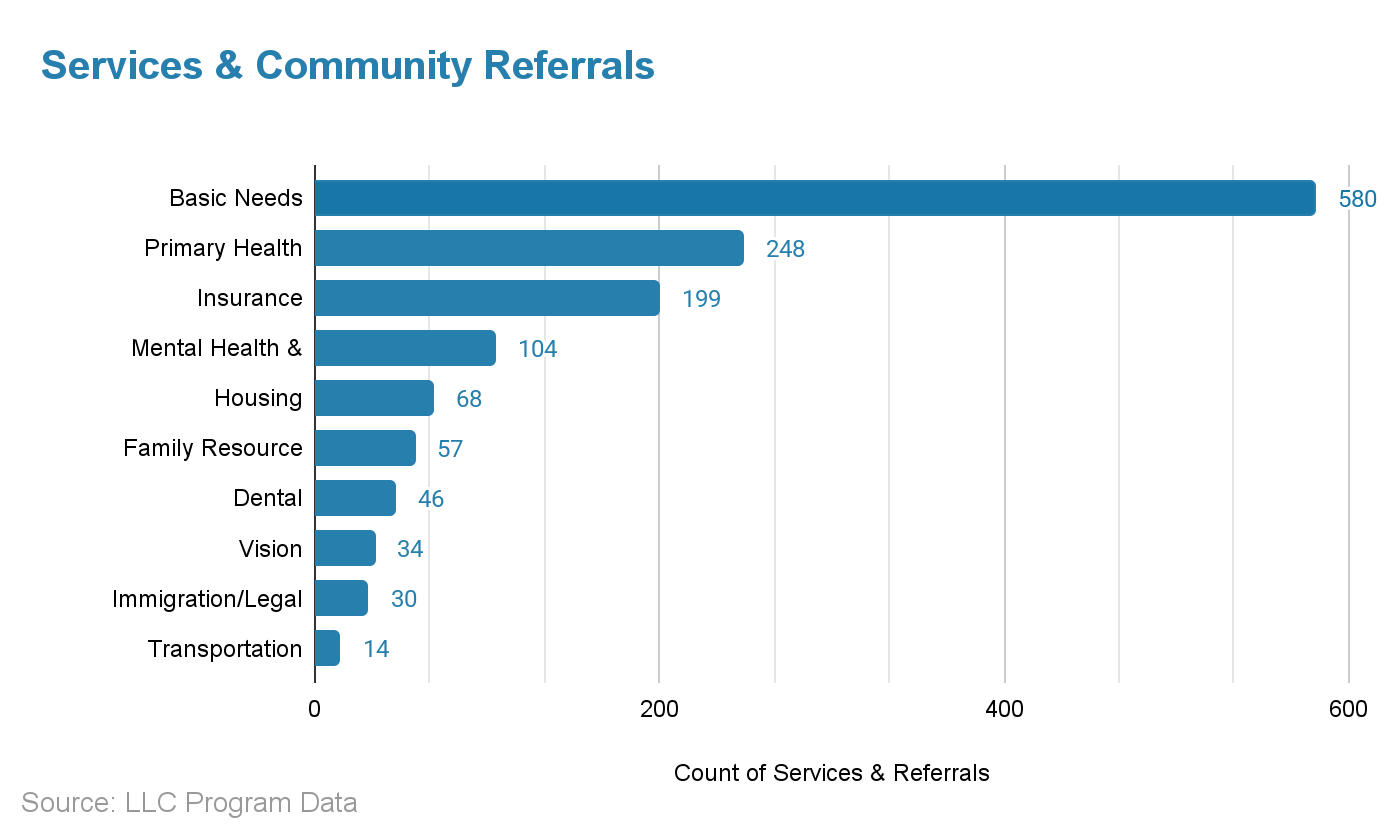 Services & Community Referrals
Basic Needs 580
Primary Health 248
Insurance 199
Mental Health & 104
Housing 68
Family Resource 57
Dental 46
Vision 34
Immigration/Legal 30
Transportation 14
0 200 400 600
Count of Services & Referrals
Source: LLC Program Data